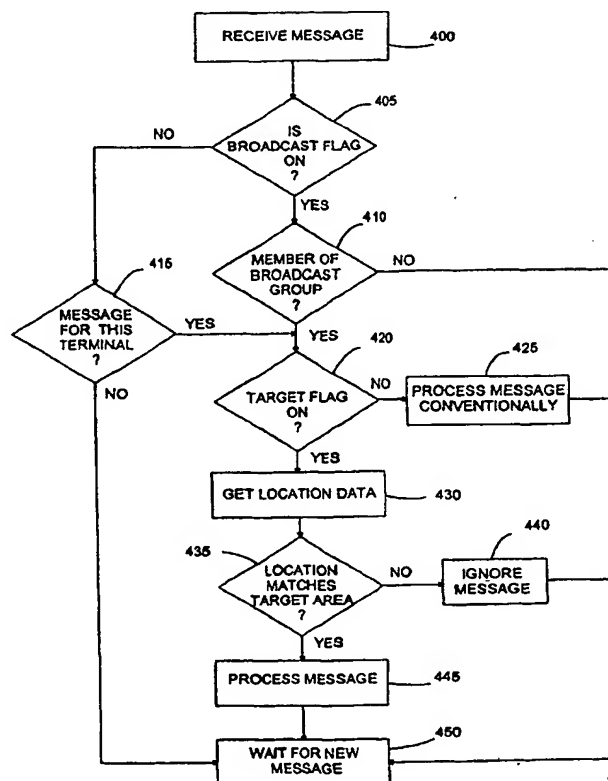 RECEIVE MESSAGE
400
405
NO
IS
BROADCAST FLAG
ON
?
YES
410
MEMBER OF
BROADCAST
GROUP
?
NO
415
MESSAGE
FOR THIS
TERMINAL
?
YES
YES
420
NO
TARGET FLAG
ON
?
NO
425
PROCESS MESSAGE
CONVENTIONALLY
YES
GET LOCATION DATA
430
435
LOCATION
MATCHES
TARGET AREA
?
NO
440
IGNORE
MESSAGE
YES
PROCESS MESSAGE
445
450
WAIT FOR NEW
MESSAGE